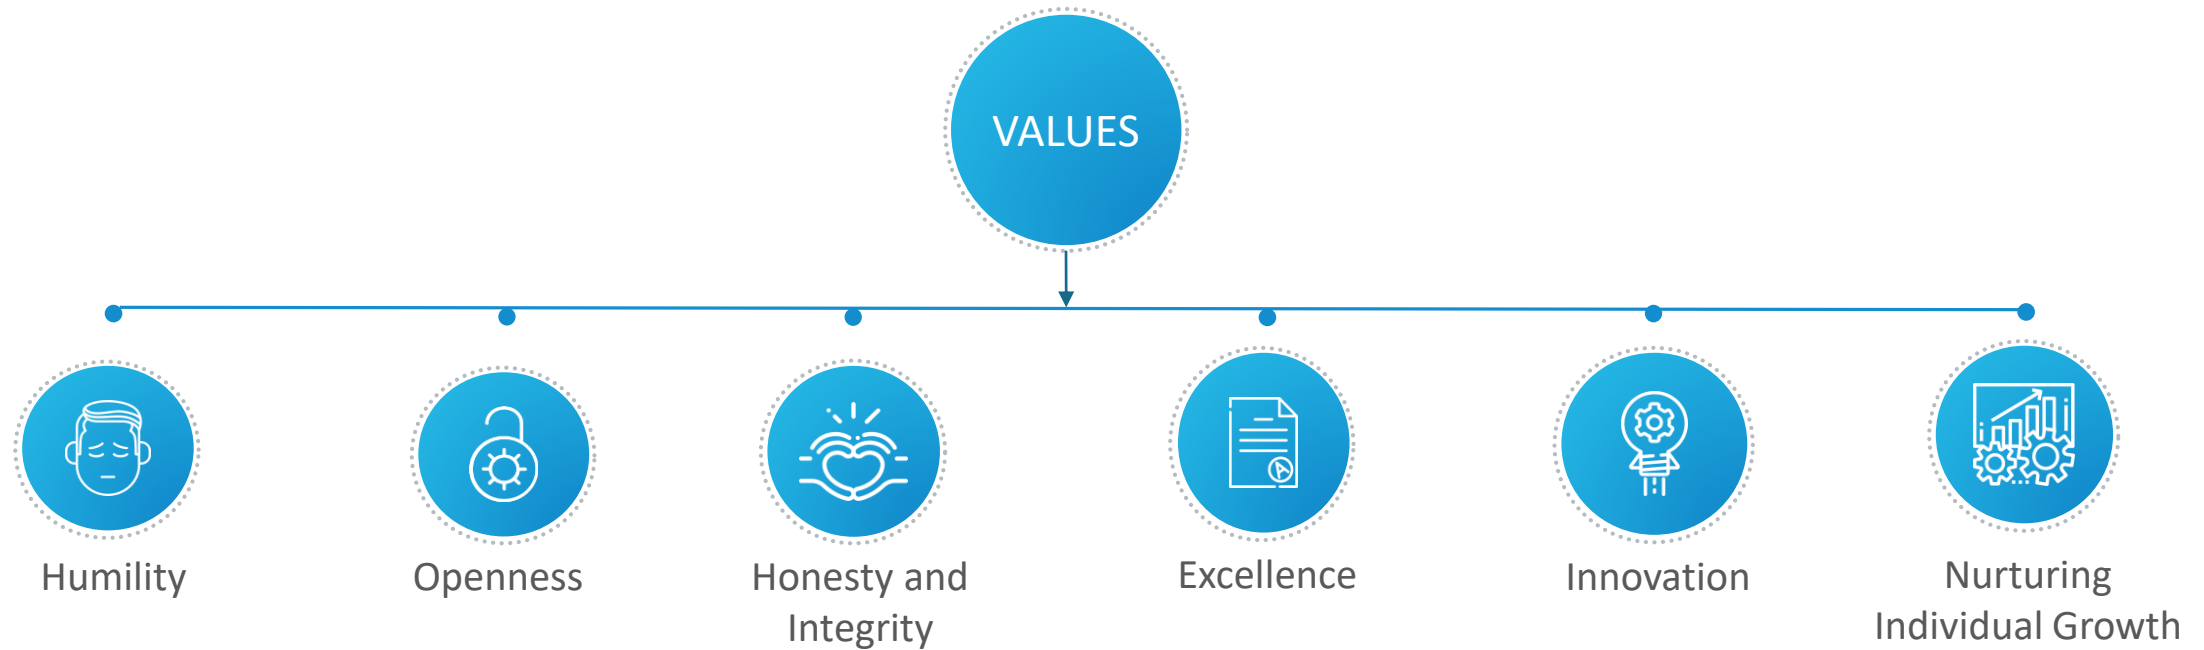 VALUES
Humility
Openness
Honesty and
Integrity
Excellence
A
Innovation
Nurturing
Individual Growth